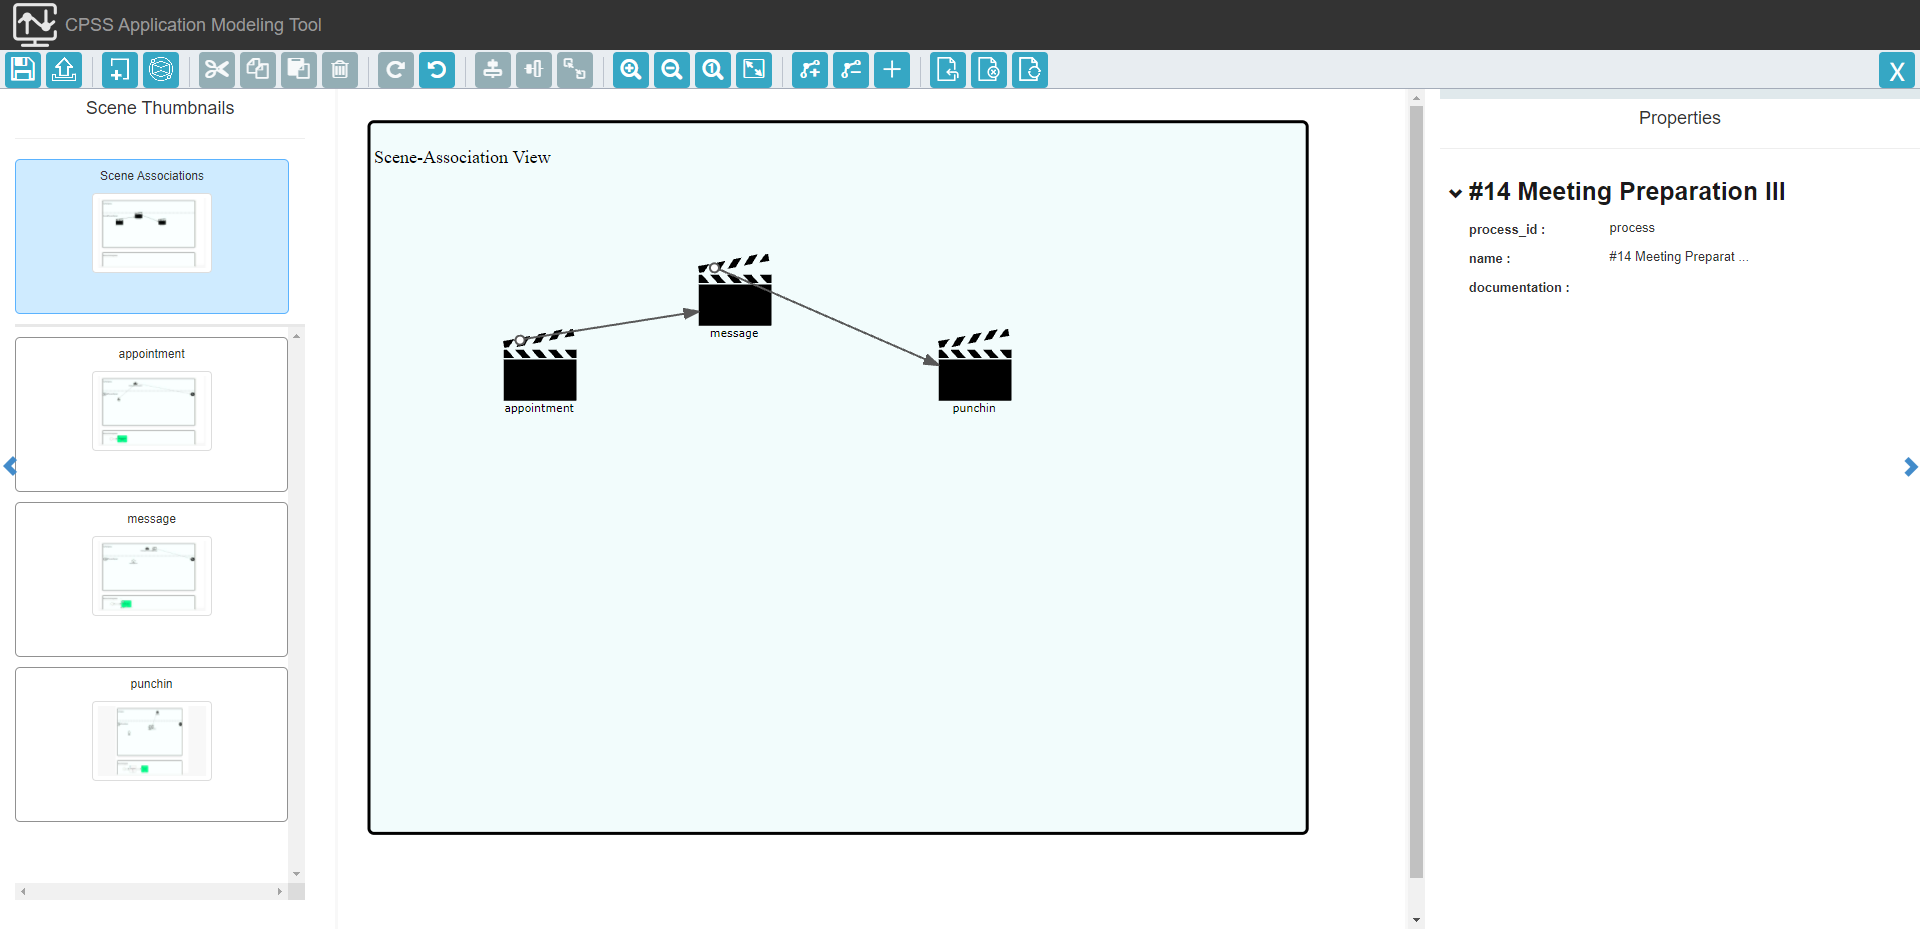 CPSS Application Modeling Tool
X
Scene Thumbnails
Scene Associations
appointment
message
punchin
Scene-Association View
message
appointment
punchin
Properties
#14 Meeting Preparation III
process_id : process
name : #14 Meeting Preparat ...
documentation :